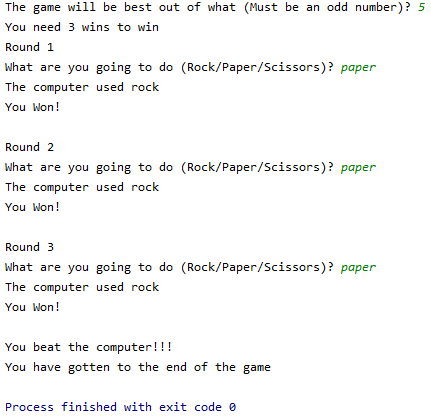 The game will be best out of what (Must be an odd number)? 5
You need 3 wins to win
Round 1
What are you going to do (Rock/Paper/Scissors)? paper
The computer used rock
You Won!
Round 2
What are you going to do (Rock/Paper/Scissors)? paper
The computer used rock
You Won!
Round 3
What are you going to do (Rock/Paper/Scissors)? paper
The computer used rock
You Won!
You beat the computer!!!
You have gotten to the end of the game
Process finished with exit code 0